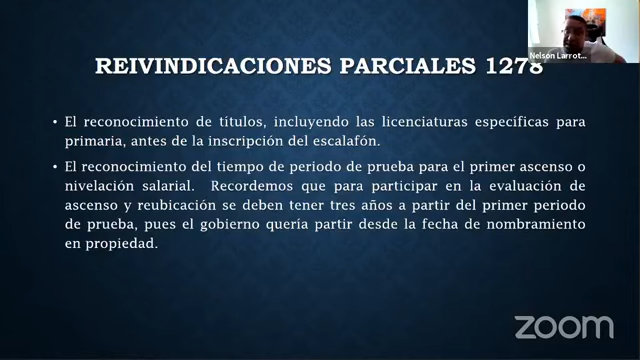 Nelson Larrot...
REIVINDICACIONES PARCIALES 1278
• El reconocimiento de títulos, incluyendo las licenciaturas específicas para
primaria, antes de la inscripción del escalafón.
• El reconocimiento del tiempo de periodo de prueba para el primer ascenso o
nivelación salarial. Recordemos que para participar en la evaluación de
ascenso y reubicación se deben tener tres años a partir del primer periodo
de prueba, pues el gobierno quería partir desde la fecha de nombramiento
en propiedad.
zoom